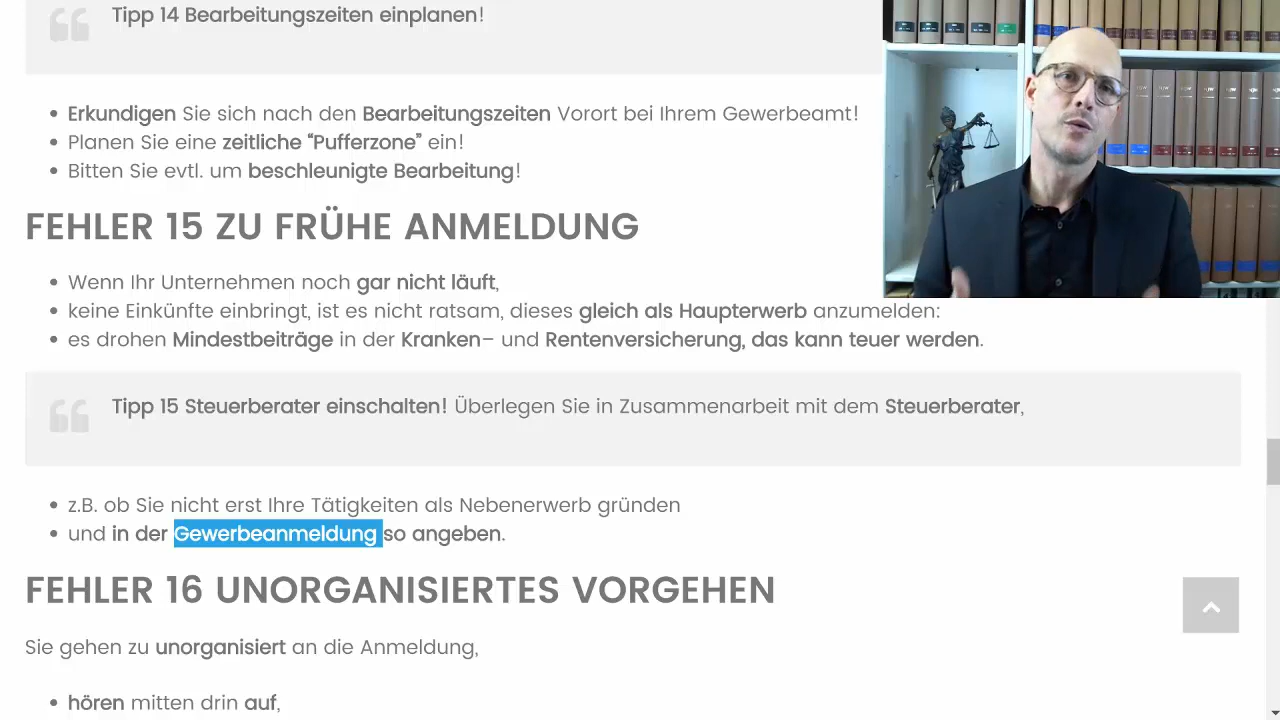 Tipp 14 Bearbeitungszeiten einplanen!
Erkundigen Sie sich nach den Bearbeitungszeiten Vorort bei Ihrem Gewerbeamt!
Planen Sie eine zeitliche “Pufferzone” ein!
Bitten Sie evtl. um beschleunigte Bearbeitung!
FEHLER 15 ZU FRÜHE ANMELDUNG
Wenn Ihr Unternehmen noch gar nicht läuft,
keine Einkünfte einbringt, ist es nicht ratsam, dieses gleich als Haupterwerb anzumelden:
es drohen Mindestbeiträge in der Kranken– und Rentenversicherung, das kann teuer werden.
Tipp 15 Steuerberater einschalten! Überlegen Sie in Zusammenarbeit mit dem Steuerberater,
z.B. ob Sie nicht erst Ihre Tätigkeiten als Nebenerwerb gründen
und in der Gewerbeanmeldung so angeben.
FEHLER 16 UNORGANISIERTES VORGEHEN
Sie gehen zu unorganisiert an die Anmeldung,
hören mitten drin auf,